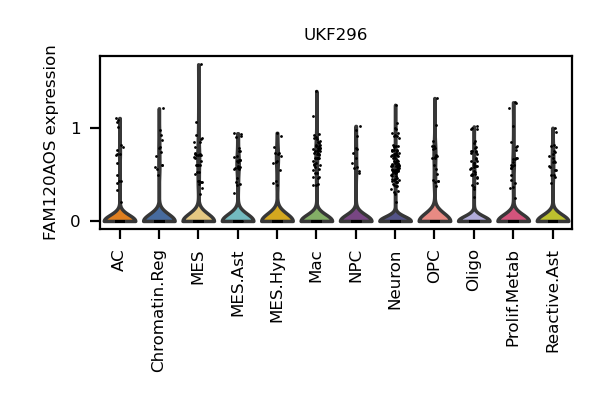 UKF296
FAM120AOS expression
1
0
AC
Chromatin.Reg
MES
MES.Ast
MES.Hyp
Mac
NPC
Neuron
OPC
Oligo
Prolif.Metab
Reactive.Ast